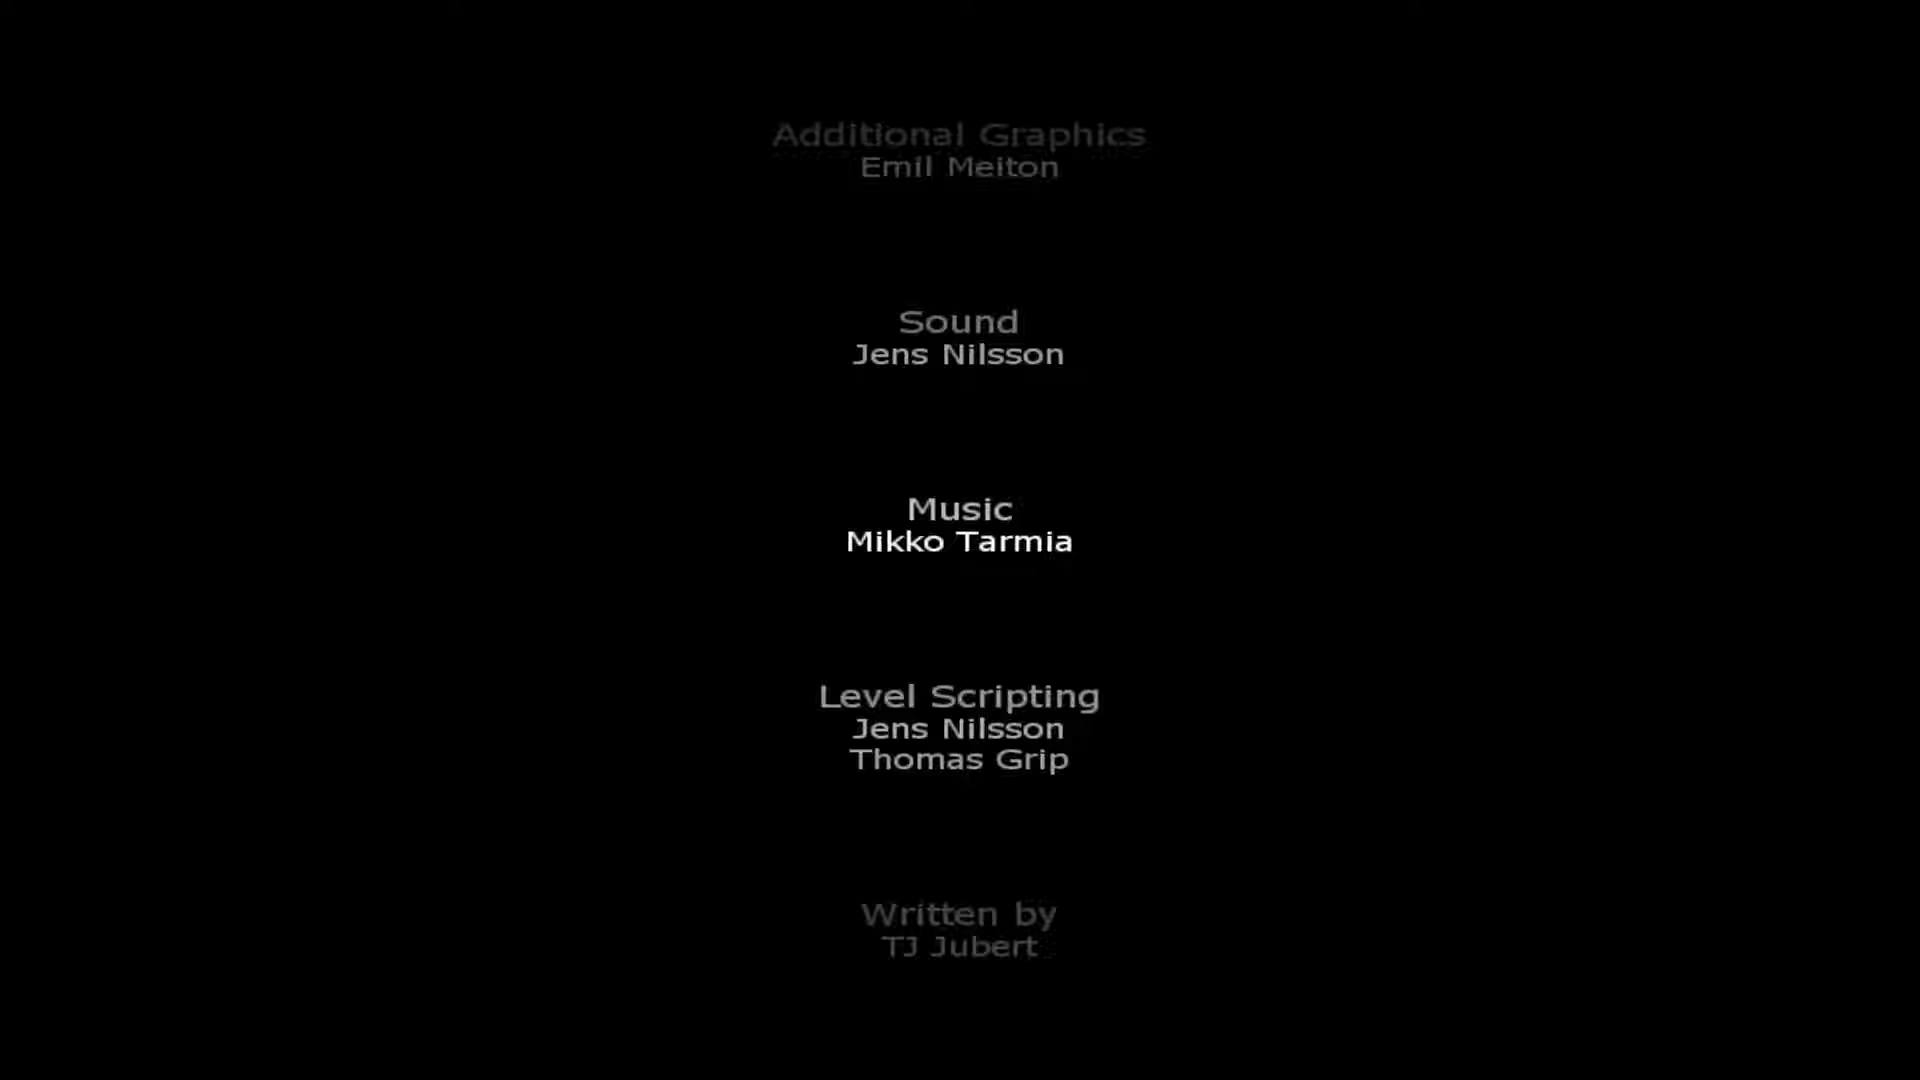 Additional Graphics
Emil Meiton
Sound
Jens Nilsson
Music
Mikko Tarmia
Level Scripting
Jens Nilsson
Thomas Grip
Written by
TJ Jubert